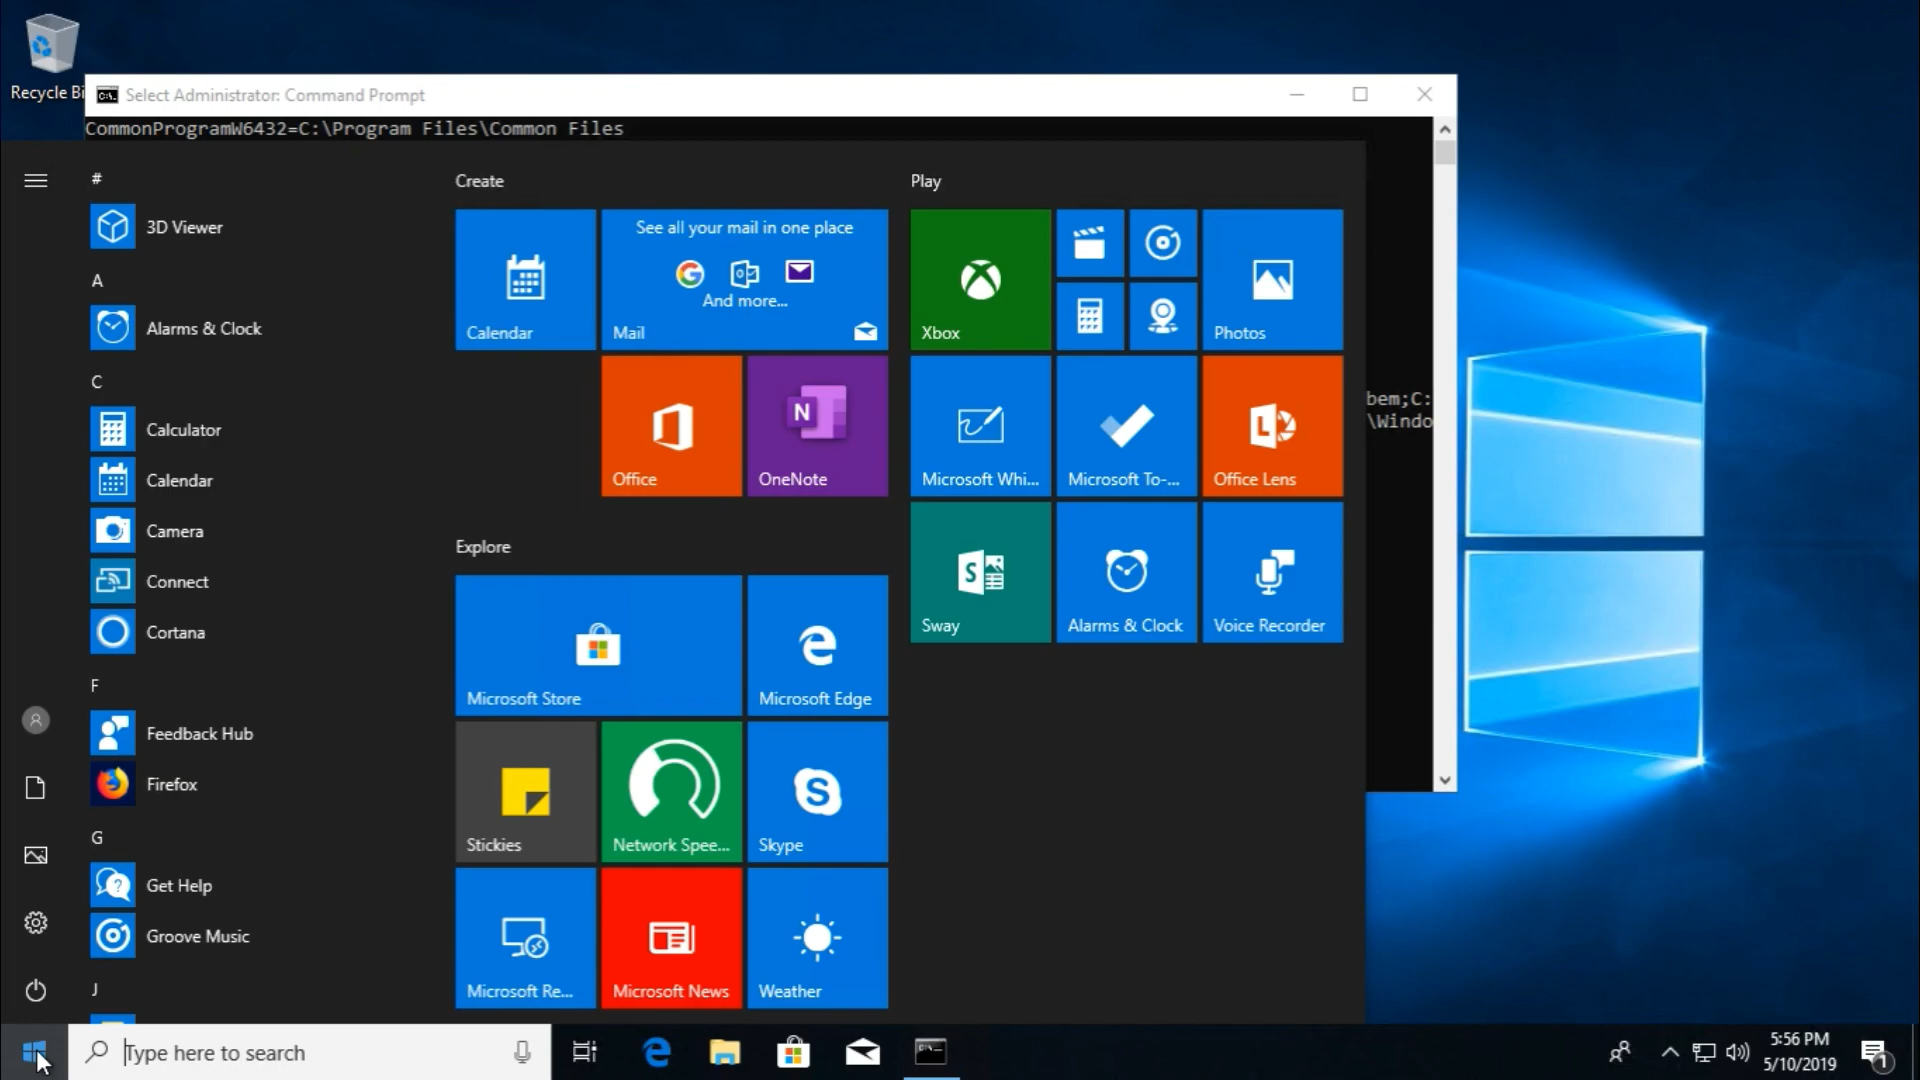 Recycle Bi
Select Administrator: Command Prompt
CommonProgramW6432=C:\Program Files\Common Files
bem;C:
\Windo
#
3D Viewer
A
Alarms & Clock
C
Calculator
Calendar
Camera
Connect
Cortana
F
Feedback Hub
Firefox
G
Get Help
Groove Music
J
Create
Calendar
See all your mail in one place
And more...
Mail
Office
OneNote
Explore
Microsoft Store
Microsoft Edge
Stickies
Network Spee...
Skype
Microsoft Re...
Microsoft News
Weather
Play
Xbox
Photos
Microsoft Whi...
Microsoft To-...
Office Lens
Sway
Alarms & Clock
Voice Recorder
Type here to search
5:56 PM
5/10/2019
1